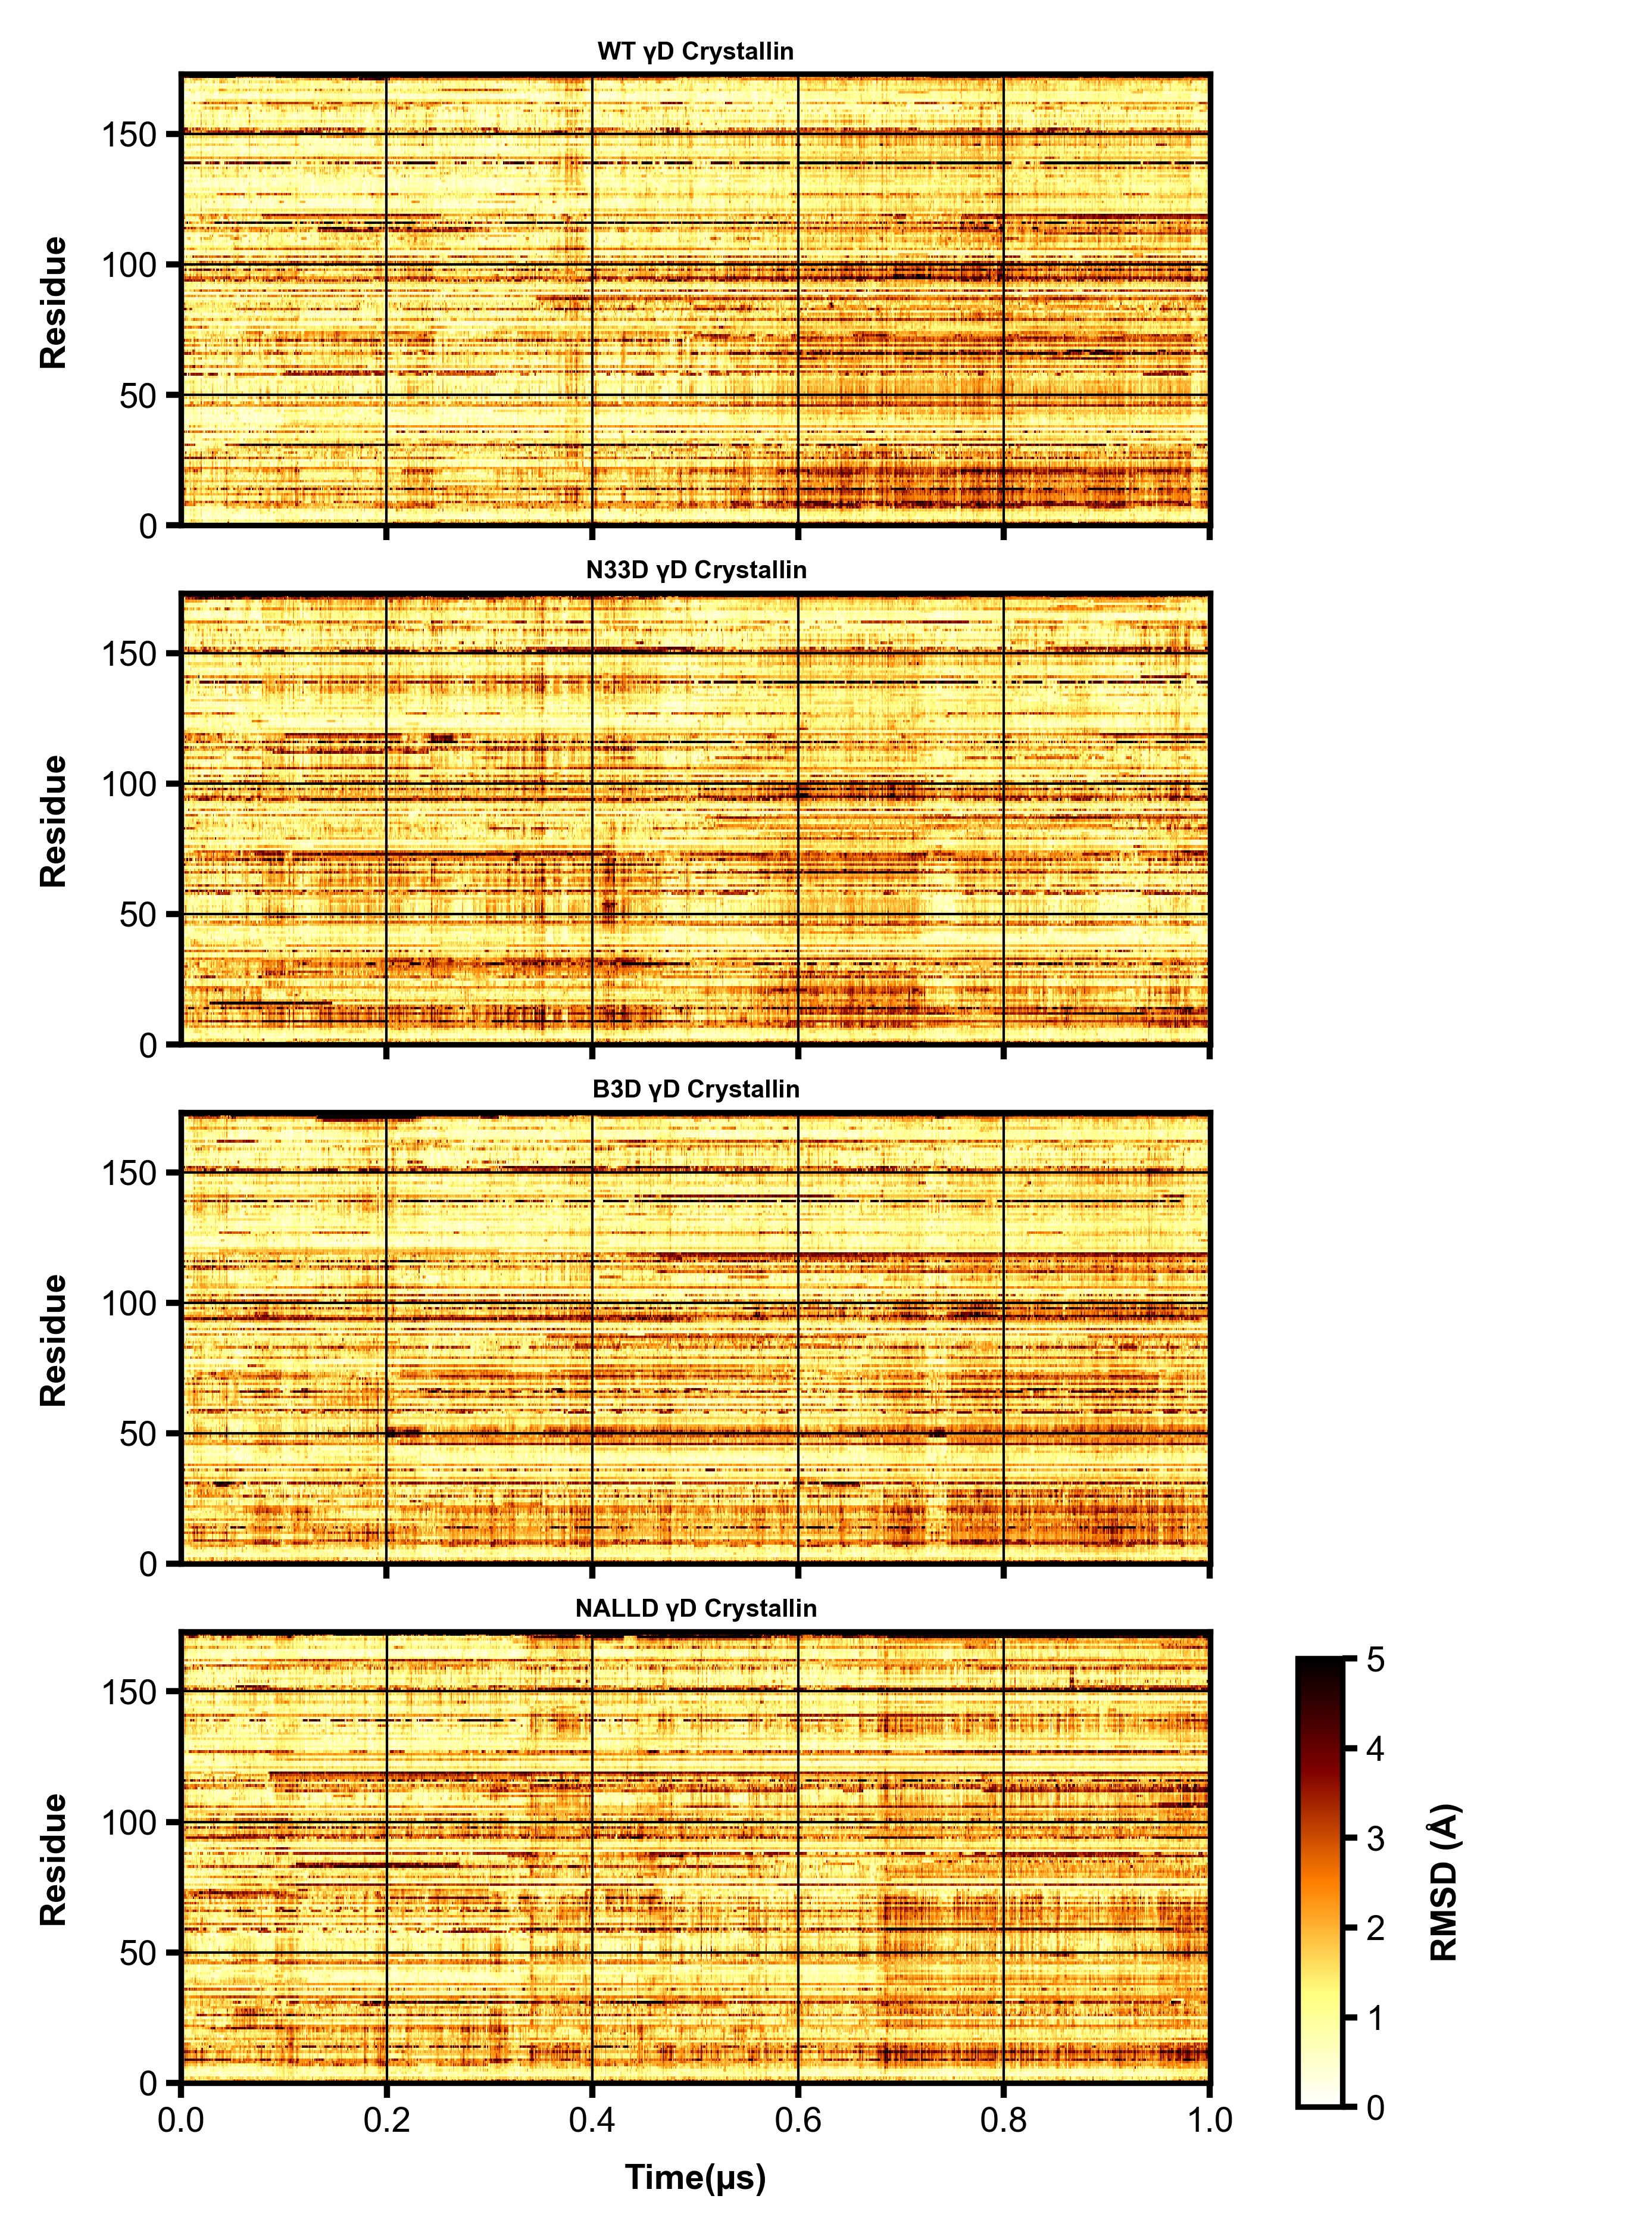 WT γD Crystallin
150
100
50
0
Residue
N33D γD Crystallin
150
100
50
0
Residue
B3D γD Crystallin
150
100
50
0
Residue
NALLD γD Crystallin
150
100
50
0
Residue
0.0 0.2 0.4 0.6 0.8 1.0
Time(µs)
5
4
3
2
1
0
RMSD (Å)